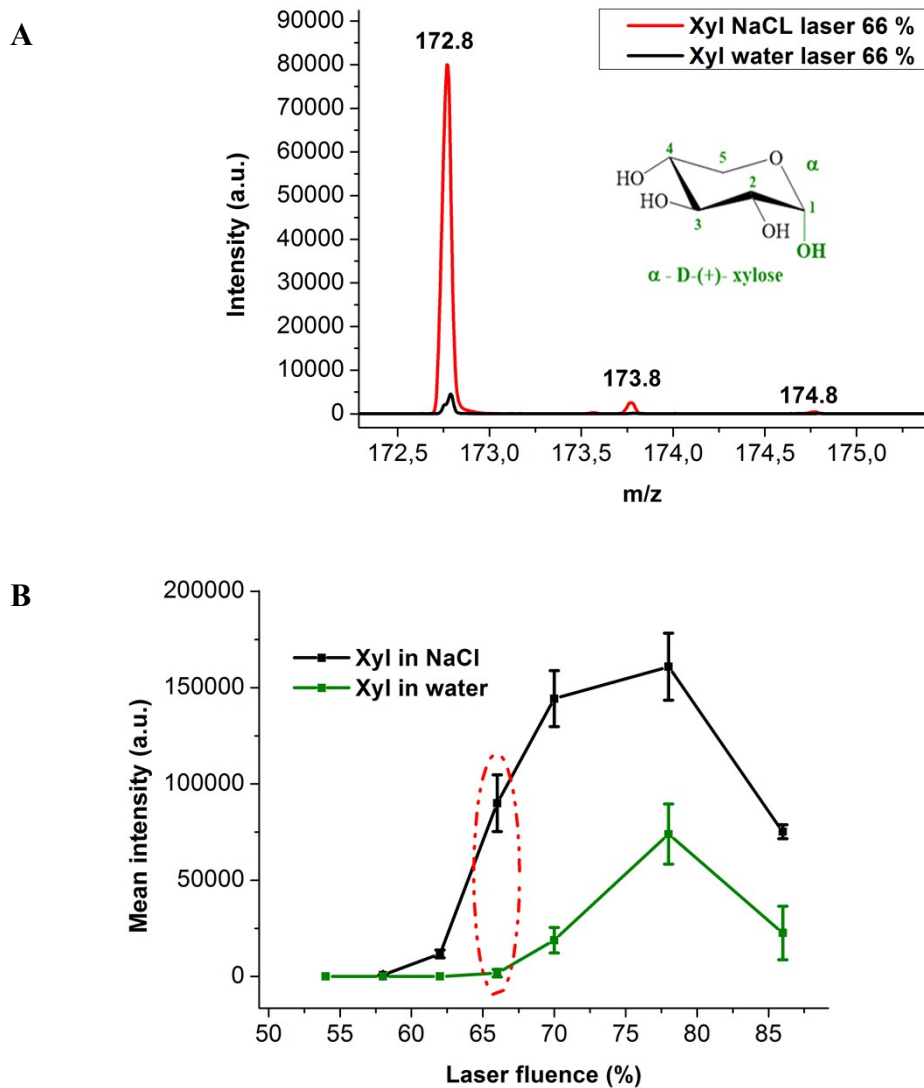 A
90000
80000
70000
60000
50000
40000
30000
20000
10000
0
Intensity (a.u.)
172.8
173.8
174.8
Xyl NaCL laser 66 %
Xyl water laser 66 %
4
5
O
α
HO
2
HO
1
3
OH
OH
α - D-(+)- xylose
172,5 173,0 173,5 174,0 174,5 175,0
m/z
B
200000
150000
100000
50000
0
Mean intensity (a.u.)
Xyl in NaCl
Xyl in water
50 55 60 65 70 75 80 85
Laser fluence (%)